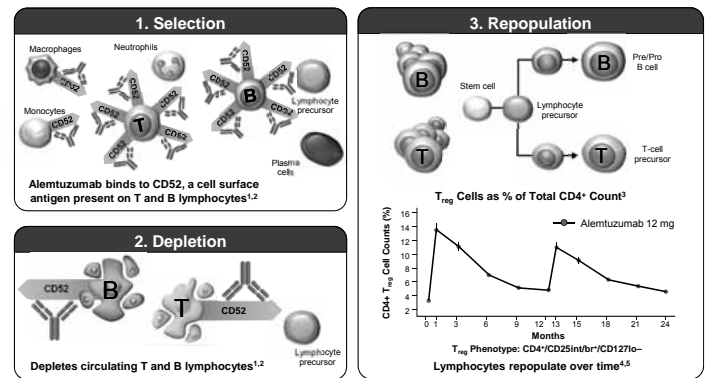 1. Selection
Macrophages
Neutrophils
CD52
CD52
CD52
CD52
CD52
CD52
CD52
CD52
CD52
CD52
CD52
T
B
Monocytes
Lymphocyte
precursor
Plasma
cells
Alemtuzumab binds to CD52, a cell surface
antigen present on T and B lymphocytes1,2
2. Depletion
CD52
B
T
CD52
Lymphocyte
precursor
Depletes circulating T and B lymphocytes1,2
3. Repopulation
B
B
Pre/Pro
B cell
Stem cell
Lymphocyte
precursor
T
T
T-cell
precursor
Treg Cells as % of Total CD4+ Count3
CD4+ Treg Cell Counts (%)
16
14
12
10
8
6
4
2
Alemtuzumab 12 mg
0 1 3 6 9 12 13 15 18 21 24
Months
Treg Phenotype: CD4+/CD25int/br+/CD127lo–
Lymphocytes repopulate over time4,5